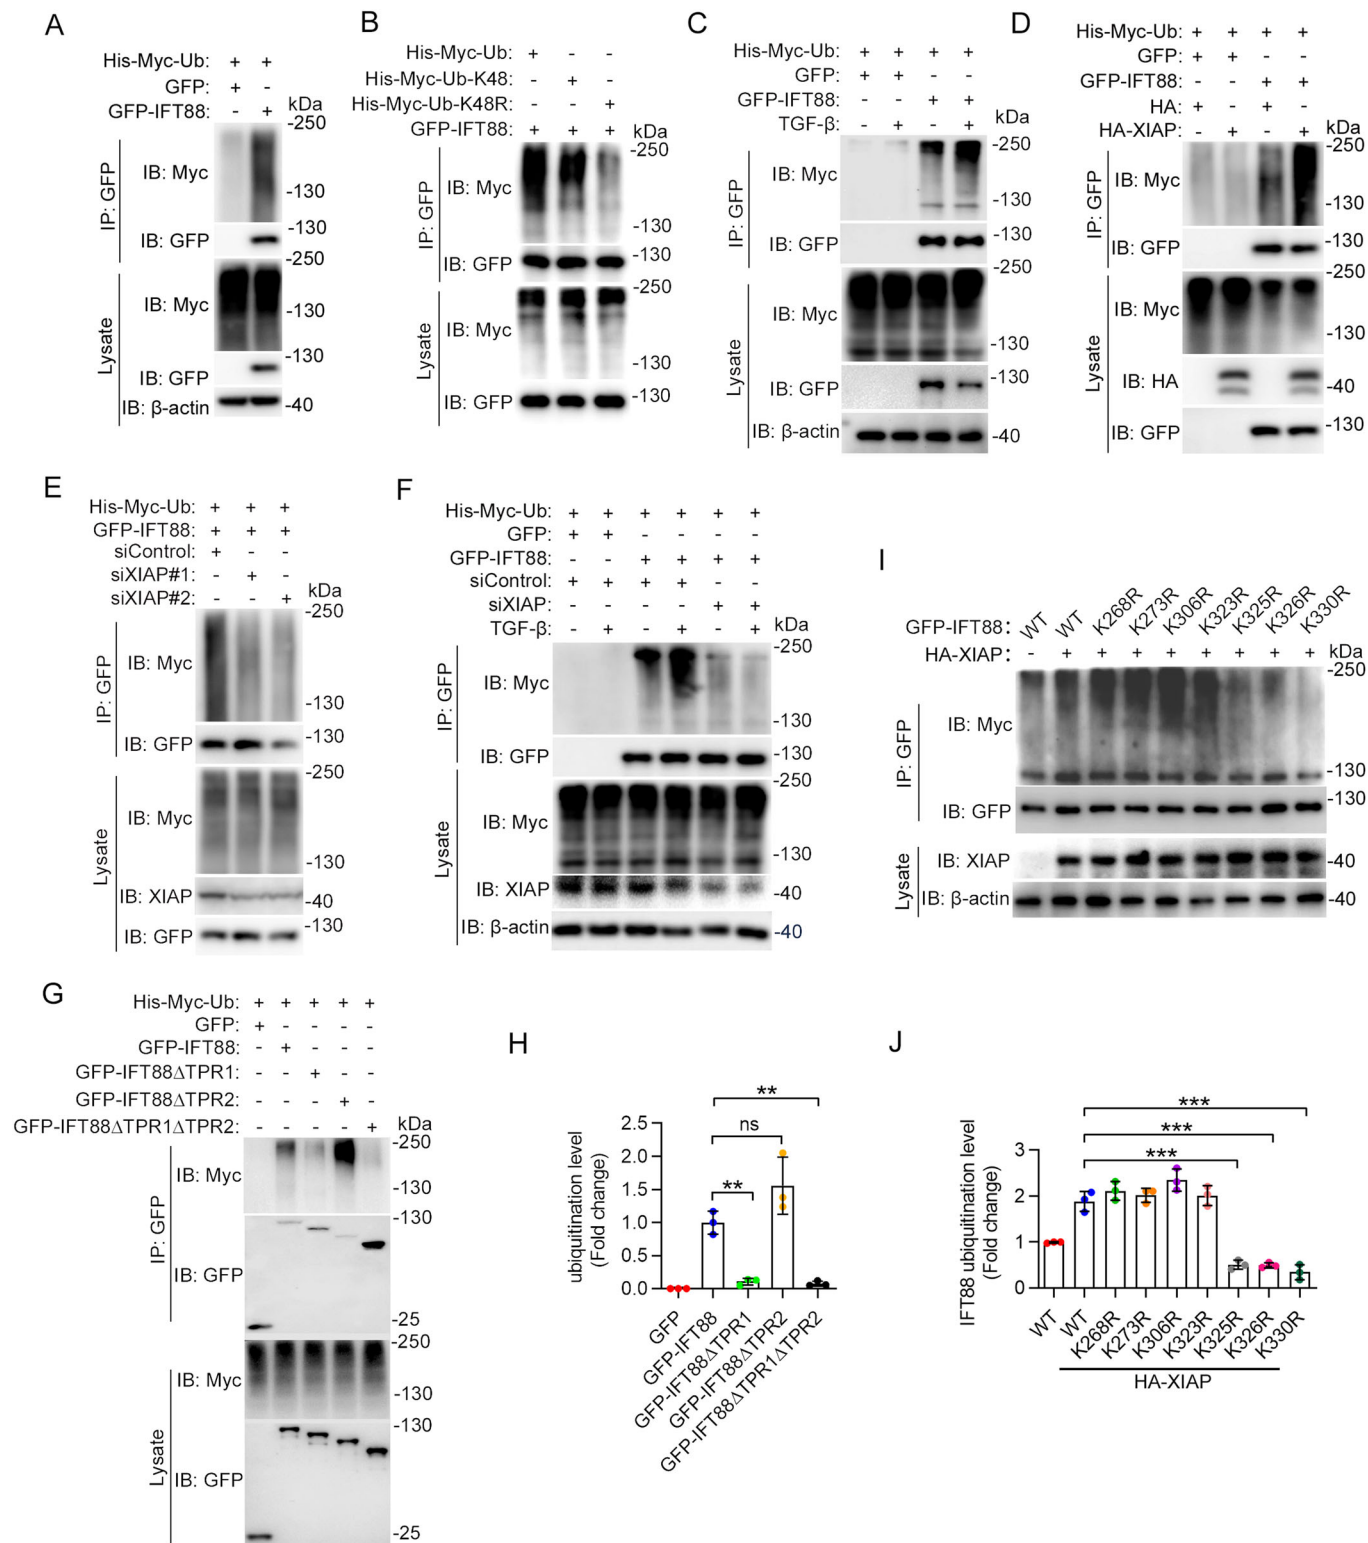 A
His-Myc-Ub: + +
GFP: + -
GFP-IFT88: - +
kDa
-250
IP: GFP
IB: Myc
-130
-130
IB: GFP
-250
Lysate
IB: Myc
-130
-130
IB: GFP
IB: β-actin
-40
B
His-Myc-Ub: + - -
His-Myc-Ub-K48: - + -
His-Myc-Ub-K48R: - - +
GFP-IFT88: + + +
kDa
-250
IP: GFP
IB: Myc
-130
IB: GFP
-130
-250
Lysate
IB: Myc
-130
IB: GFP
-130
C
His-Myc-Ub: + + + +
GFP: + + - -
GFP-IFT88: - - + +
TGF-β: - + - +
kDa
-250
IP: GFP
IB: Myc
-130
-130
IB: GFP
-250
Lysate
IB: Myc
-130
IB: GFP
-130
IB: β-actin
-40
D
His-Myc-Ub: + + + +
GFP: + + - -
GFP-IFT88: - - + +
HA: + - + -
HA-XIAP: - + - +
kDa
-250
IP: GFP
IB: Myc
-130
IB: GFP
-130
-250
Lysate
IB: Myc
-130
IB: HA
-40
IB: GFP
-130
E
His-Myc-Ub: + + +
GFP-IFT88: + + +
siControl: + - -
siXIAP#1: - + -
siXIAP#2: - - +
kDa
-250
IP: GFP
IB: Myc
-130
IB: GFP
-130
-250
Lysate
IB: Myc
-130
IB: XIAP
-40
-130
IB: GFP
F
His-Myc-Ub: + + + + + +
GFP: + + - - - -
GFP-IFT88: - - + + + +
siControl: + + + + - -
siXIAP: - - - - + +
TGF-β: - + - + - +
kDa
-250
IP: GFP
IB: Myc
-130
IB: GFP
-130
-250
Lysate
IB: Myc
-130
IB: XIAP
-40
IB: β-actin
-40
I
GFP-IFT88: WT WT K268R K273R K306R K323R K325R K326R K330R
HA-XIAP: - + + + + + + + +
kDa
-250
IP: GFP
IB: Myc
-130
-130
IB: GFP
Lysate
IB: XIAP
-40
IB: β-actin
-40
G
His-Myc-Ub: + + + + +
GFP: + - - - -
GFP-IFT88: - + - - -
GFP-IFT88ΔTPR1: - - + - -
GFP-IFT88ΔTPR2: - - - + -
GFP-IFT88ΔTPR1ΔTPR2: - - - - +
kDa
-250
IP: GFP
IB: Myc
-130
-130
IB: GFP
-25
-250
Lysate
IB: Myc
-130
-130
IB: GFP
-25
H
ubiquitination level
(Fold change)
2.5
2.0
1.5
1.0
0.5
0.0
**
ns
**
GFP
GFP-IFT88
GFP-IFT88ΔTPR1
GFP-IFT88ΔTPR2
GFP-IFT88ΔTPR1ΔTPR2
J
IFT88 ubiquitination level
(Fold change)
3
2
1
0
***
***
***
WT
WT
K268R
K273R
K306R
K323R
K325R
K326R
K330R
HA-XIAP